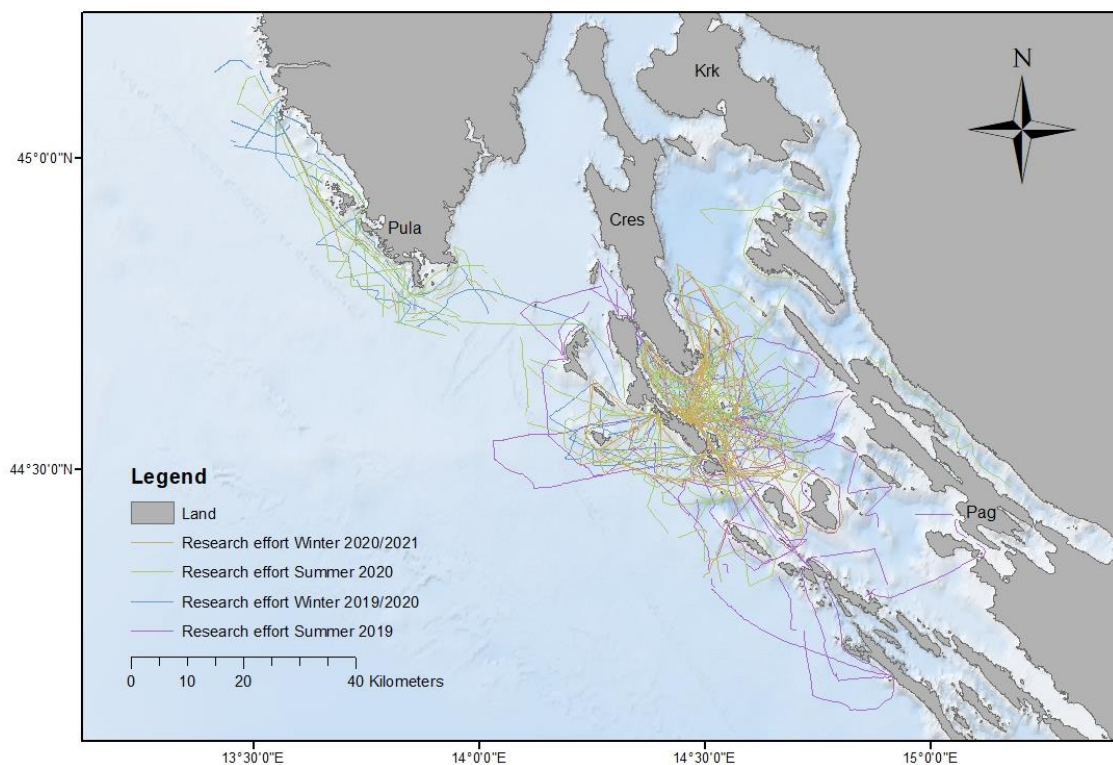 Krk
N
45°0'0"N
Cres
Pula
44°30'0"N
Legend
Land
Pag
Research effort Winter 2020/2021
Research effort Summer 2020
Research effort Winter 2019/2020
Research effort Summer 2019
0 10 20 40 Kilometers
13°30'0"E 14°0'0"E 14°30'0"E 15°0'0"E